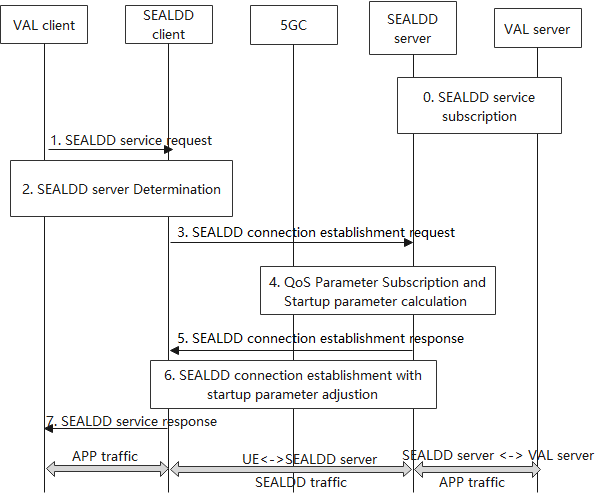 VAL client
SEALDD
client
5GC
SEALDD
server
VAL server
0. SEALDD service
subscription
1. SEALDD service request
2. SEALDD server Determination
3. SEALDD connection establishment request
4. QoS Parameter Subscription and
Startup parameter calculation
5. SEALDD connection establishment response
6. SEALDD connection establishment with
startup parameter adjustion
7. SEALDD service response
APP traffic
UE<->SEALDD server
SEALDD traffic
SEALDD server <-> VAL server
APP traffic